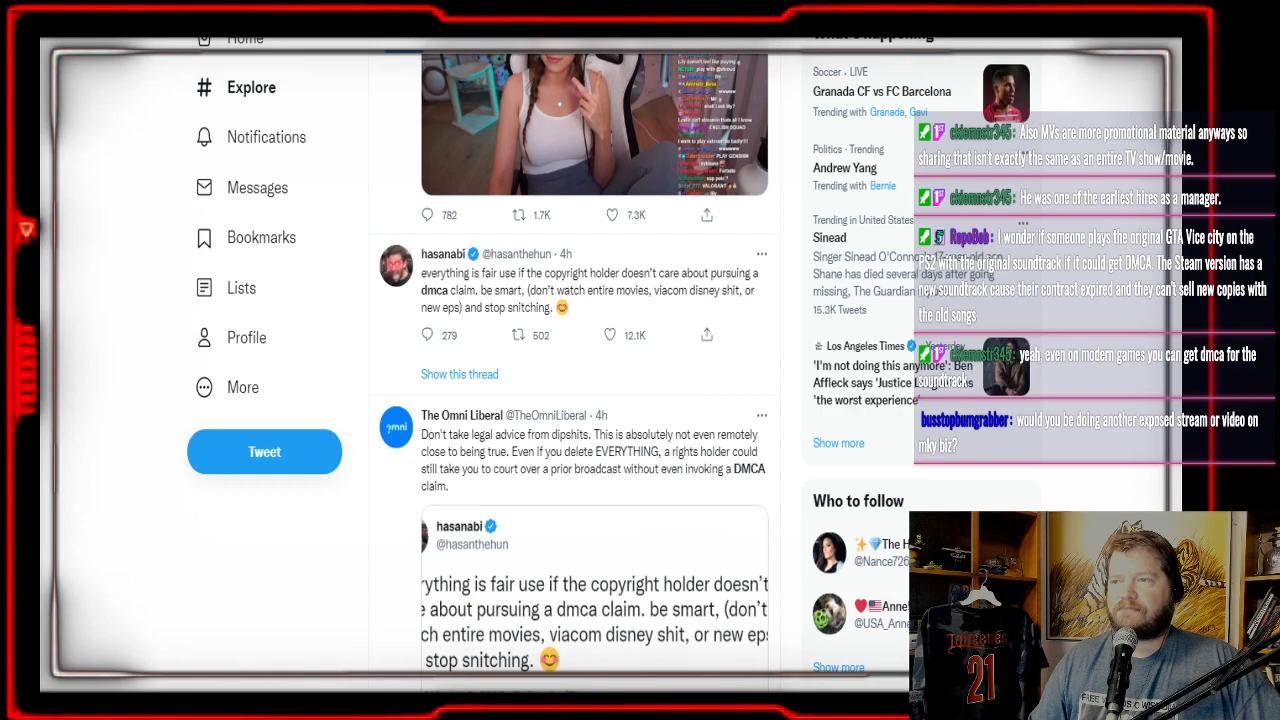 Home
Explore
Notifications
Messages
Bookmarks
Lists
Profile
More
Tweet
782 1.7K 7.3K
hasanabi @hasanthehun · 4h
everything is fair use if the copyright holder doesn't care about pursuing a
dmca claim. be smart, (don't watch entire movies, viacom disney shit, or
new eps) and stop snitching. 😊
279 502 12.1K
Show this thread
The Omni Liberal @TheOmniLiberal · 4h
Don't take legal advice from dipshits. This is absolutely not even remotely
close to being true. Even if you delete EVERYTHING, a rights holder could
still take you to court over a prior broadcast without even invoking a DMCA
claim.
omni
hasanabi
@hasanthehun
rything is fair use if the copyright holder doesn't
e about pursuing a dmca claim. be smart, (don't
ch entire movies, viacom disney shit, or new eps
stop snitching. 😊
What's happening
Soccer · LIVE
Granada CF vs FC Barcelona
Trending with Granada, Gavi
Politics · Trending
Andrew Yang
Trending with Bernie
Trending in United States
Sinead
Singer Sinead O'Connor's 17-year-old son
Shane has died several days after going
missing, The Guardian
15.3K Tweets
Los Angeles Times Yesterday
'I'm not doing this anymore': Ben
Affleck says 'Justice L
'the worst experience'
Show more
Who to follow
✨💎The H
@Nance726
❤️🇺🇸Anne
@USA_Anne
Show more
ckiemnstr345: Also MVs are more promotional material anyways so
sharing that isn't exactly the same as an entire TV show/movie.
ckiemnstr345: He was one of the earliest hires as a manager.
RapoBob: I wonder if someone plays the original GTA Vice city on the
PS2 with the original soundtrack if it could get DMCA. The Steam version has a
new soundtrack cause their contract expired and they can't sell new copies with
the old songs
ckiemnstr345: yeah, even on modern games you can get dmca for the
soundtrack
busstopbumgrabber: would you be doing another exposed stream or video on
mky biz?
21